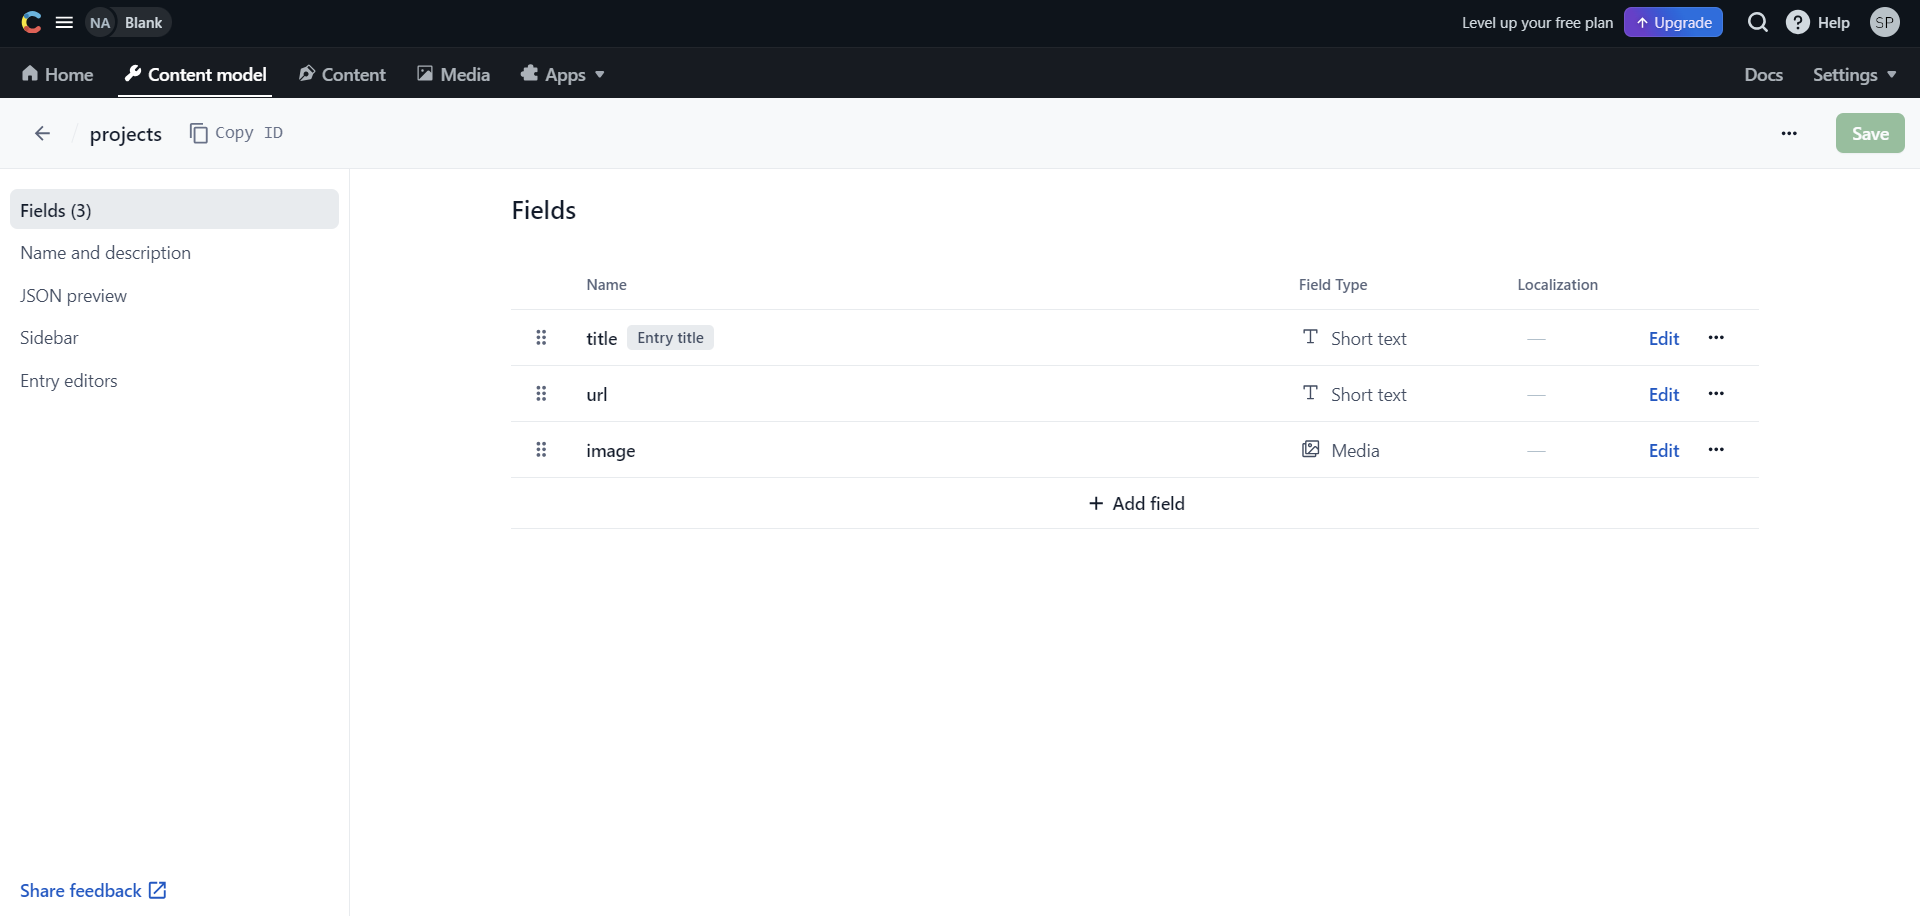 NA Blank Level up your free plan Upgrade ? Help SP
Home Content model Content Media Apps Docs Settings
/ projects Copy ID ... Save
Fields (3)
Name and description
JSON preview
Sidebar
Entry editors
Share feedback
Fields
Name Field Type Localization
title Entry title Short text — Edit ...
url Short text — Edit ...
image Media — Edit ...
+ Add field